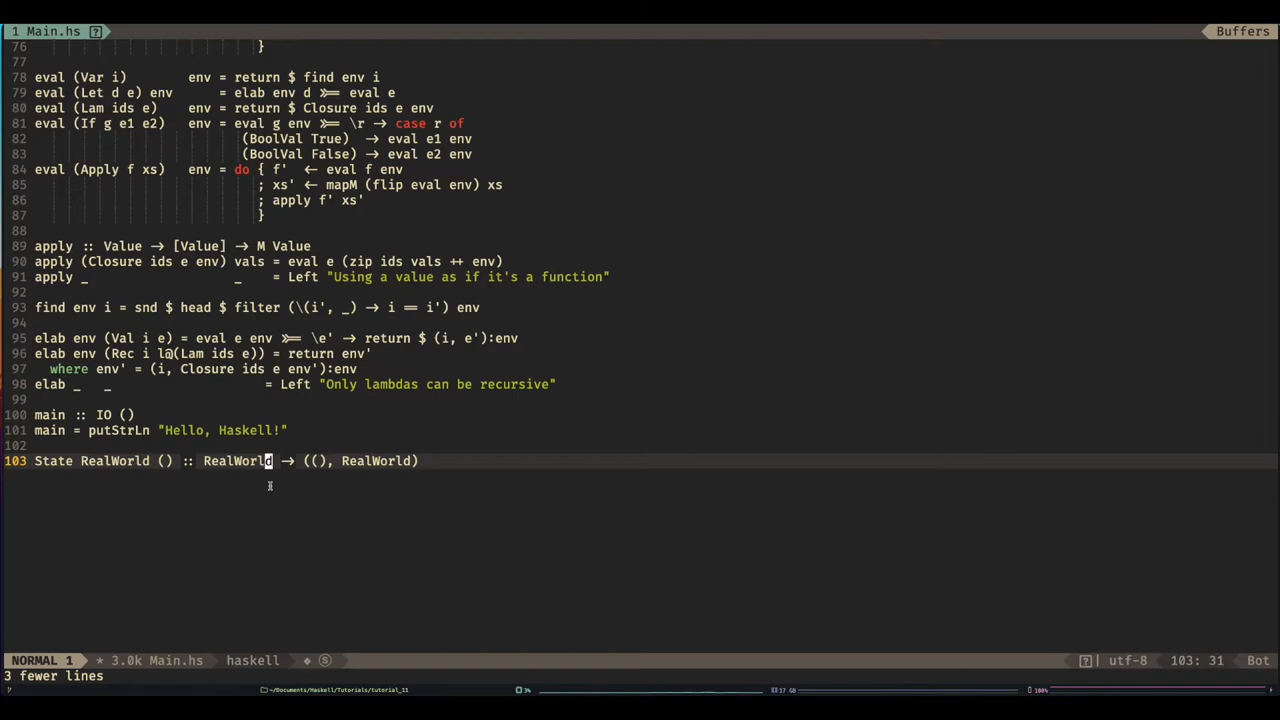 1 Main.hs ? Buffers
76 }
77
78 eval (Var i) env = return $ find env i
79 eval (Let d e) env = elab env d >>= eval e
80 eval (Lam ids e) env = return $ Closure ids e env
81 eval (If g e1 e2) env = eval g env >>= \r → case r of
82 (BoolVal True) → eval e1 env
83 (BoolVal False) → eval e2 env
84 eval (Apply f xs) env = do { f' ← eval f env
85 ; xs' ← mapM (flip eval env) xs
86 ; apply f' xs'
87 }
88
89 apply :: Value → [Value] → M Value
90 apply (Closure ids e env) vals = eval e (zip ids vals ++ env)
91 apply _ _ = Left "Using a value as if it's a function"
92
93 find env i = snd $ head $ filter (\(i', _) → i == i') env
94
95 elab env (Val i e) = eval e env >>= \e' → return $ (i, e'):env
96 elab env (Rec i l@(Lam ids e)) = return env'
97 where env' = (i, Closure ids e env'):env
98 elab _ _ = Left "Only lambdas can be recursive"
99
100 main :: IO ()
101 main = putStrLn "Hello, Haskell!"
102
103 State RealWorld () :: RealWorld → ((), RealWorld)
NORMAL 1 * 3.0k Main.hs haskell utf-8 103: 31 Bot
3 fewer lines
~/Documents/Haskell/Tutorials/tutorial_11 3% 17 GB 100%